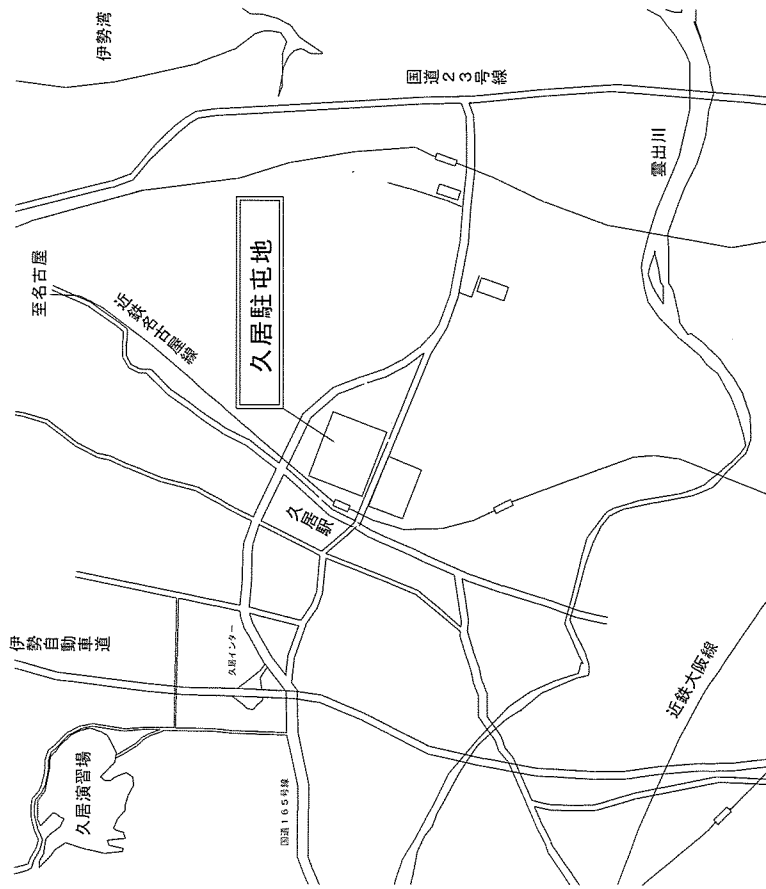 伊勢湾
国道２３号線
雲出川
至名古屋
近鉄名古屋線
久居駐屯地
久居駅
伊勢自動車道
久居インター
久居演習場
国道１６５号線
近鉄大阪線